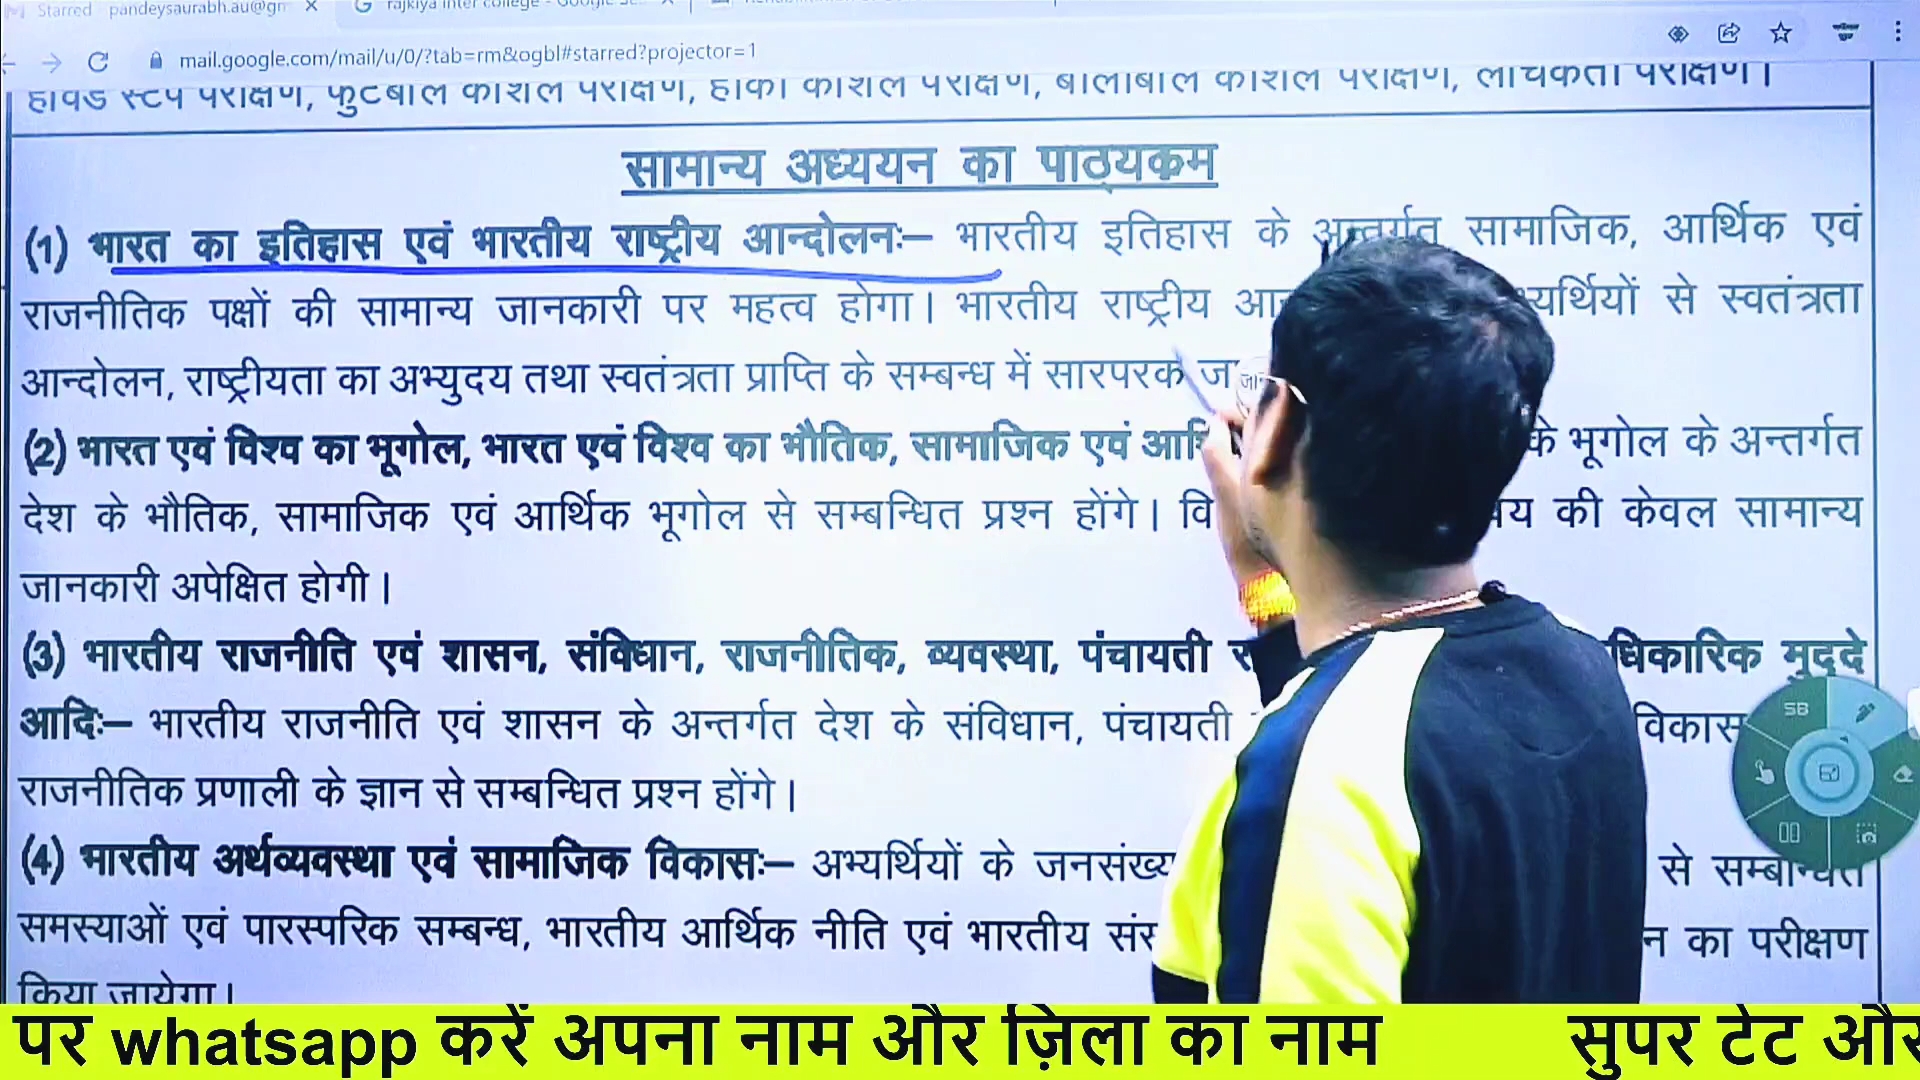 Starred pandeysaurabh.au@gm
rajkiya inter college - Google Se
mail.google.com/mail/u/0/?tab=rm&ogbl#starred?projector=1
परीक्षण, फुटबाल कौशल परीक्षण, हाकी कौशल परीक्षण, वालीबाल कौशल परीक्षण, लोचकता परीक्षण।
सामान्य अध्ययन का पाठ्यकम
(1) भारत का इतिहास एवं भारतीय राष्ट्रीय आन्दोलनः– भारतीय इतिहास के अन्तर्गत सामाजिक, आर्थिक एवं
राजनीतिक पक्षों की सामान्य जानकारी पर महत्व होगा। भारतीय राष्ट्रीय से स्वतंत्रता
आन्दोलन, राष्ट्रीयता का अभ्युदय तथा स्वतंत्रता प्राप्ति के सम्बन्ध में सारपरक
(2) भारत एवं विश्व का भूगोल, भारत एवं विश्व का भौतिक, सामाजिक एवं के भूगोल के अन्तर्गत
देश के भौतिक, सामाजिक एवं आर्थिक भूगोल से सम्बन्धित प्रश्न होंगे। की केवल सामान्य
जानकारी अपेक्षित होगी।
(3) भारतीय राजनीति एवं शासन, संविधान, राजनीतिक, व्यवस्था, पंचायती मुद्दे
आदिः– भारतीय राजनीति एवं शासन के अन्तर्गत देश के संविधान, पंचायती विकास
राजनीतिक प्रणाली के ज्ञान से सम्बन्धित प्रश्न होंगे।
(4) भारतीय अर्थव्यवस्था एवं सामाजिक विकासः– अभ्यर्थियों के से सम्बन्धित
समस्याओं एवं पारस्परिक सम्बन्ध, भारतीय आर्थिक नीति एवं भारतीय का परीक्षण
किया जायेगा।
SB
पर whatsapp करें अपना नाम और ज़िला का नाम सुपर टेट और